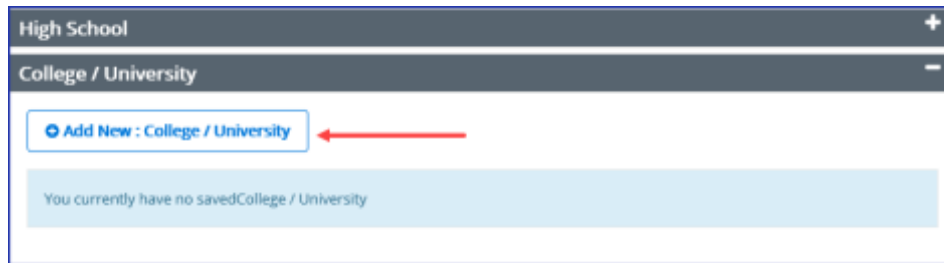 High School
College / University
Add New : College / University
You currently have no savedCollege / University